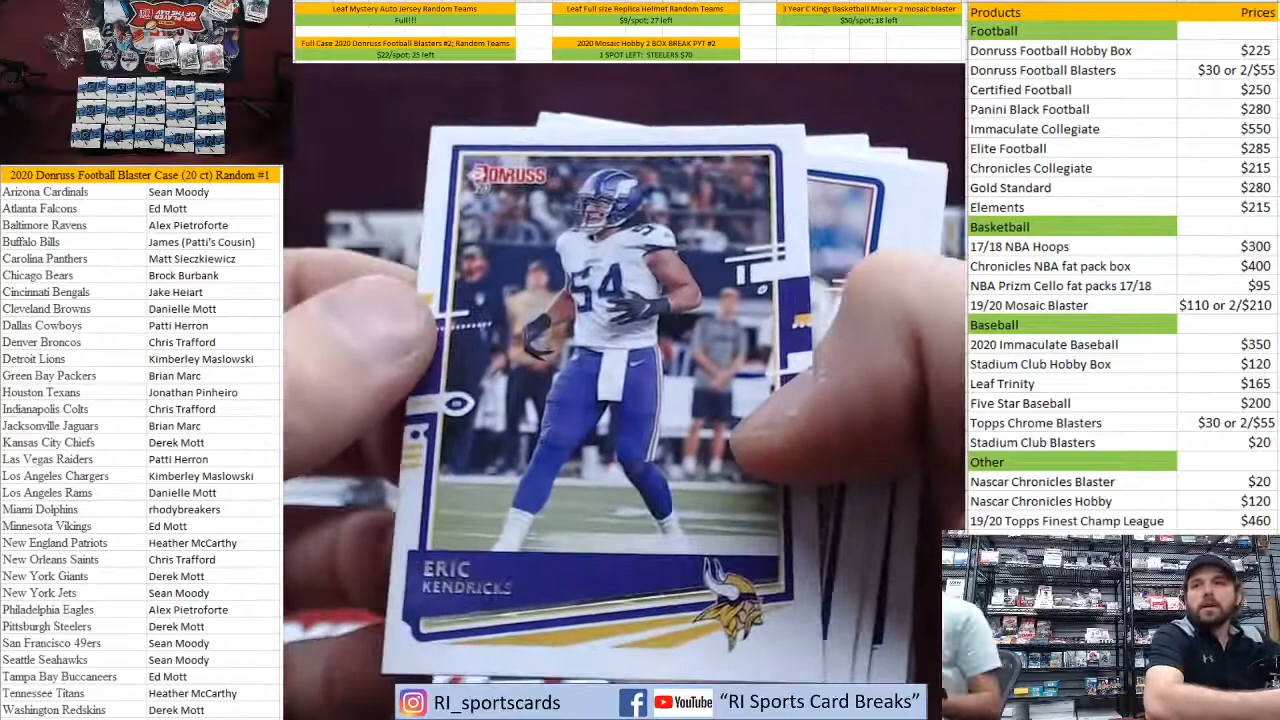 Leaf Mystery Auto Jersey Random Teams
Full!!!
Leaf Full size Replica Helmet Random Teams
$9/spot; 27 left
3 Year C Kings Basketball Mixer + 2 mosaic blaster
$50/spot; 18 left
Full Case 2020 Donruss Football Blasters #2; Random Teams
$22/spot; 25 left
2020 Mosaic Hobby 2 BOX BREAK PYT #2
1 SPOT LEFT: STEELERS $70
2020 Donruss Football Blaster Case (20 ct) Random #1
Arizona Cardinals Sean Moody
Atlanta Falcons Ed Mott
Baltimore Ravens Alex Pietroforte
Buffalo Bills James (Patti's Cousin)
Carolina Panthers Matt Sieczkiewicz
Chicago Bears Brock Burbank
Cincinnati Bengals Jake Heiart
Cleveland Browns Danielle Mott
Dallas Cowboys Patti Herron
Denver Broncos Chris Trafford
Detroit Lions Kimberley Maslowski
Green Bay Packers Brian Marc
Houston Texans Jonathan Pinheiro
Indianapolis Colts Chris Trafford
Jacksonville Jaguars Brian Marc
Kansas City Chiefs Derek Mott
Las Vegas Raiders Patti Herron
Los Angeles Chargers Kimberley Maslowski
Los Angeles Rams Danielle Mott
Miami Dolphins rhodybreakers
Minnesota Vikings Ed Mott
New England Patriots Heather McCarthy
New Orleans Saints Chris Trafford
New York Giants Derek Mott
New York Jets Sean Moody
Philadelphia Eagles Alex Pietroforte
Pittsburgh Steelers Derek Mott
San Francisco 49ers Sean Moody
Seattle Seahawks Sean Moody
Tampa Bay Buccaneers Ed Mott
Tennessee Titans Heather McCarthy
Washington Redskins Derek Mott
DONRUSS
54
ERIC
KENDRICKS
Products Prices
Football
Donruss Football Hobby Box $225
Donruss Football Blasters $30 or 2/$55
Certified Football $250
Panini Black Football $280
Immaculate Collegiate $550
Elite Football $285
Chronicles Collegiate $215
Gold Standard $280
Elements $215
Basketball
17/18 NBA Hoops $300
Chronicles NBA fat pack box $400
NBA Prizm Cello fat packs 17/18 $95
19/20 Mosaic Blaster $110 or 2/$210
Baseball
2020 Immaculate Baseball $350
Stadium Club Hobby Box $120
Leaf Trinity $165
Five Star Baseball $200
Topps Chrome Blasters $30 or 2/$55
Stadium Club Blasters $20
Other
Nascar Chronicles Blaster $20
Nascar Chronicles Hobby $120
19/20 Topps Finest Champ League $460
RI_sportscards
YouTube
"RI Sports Card Breaks"